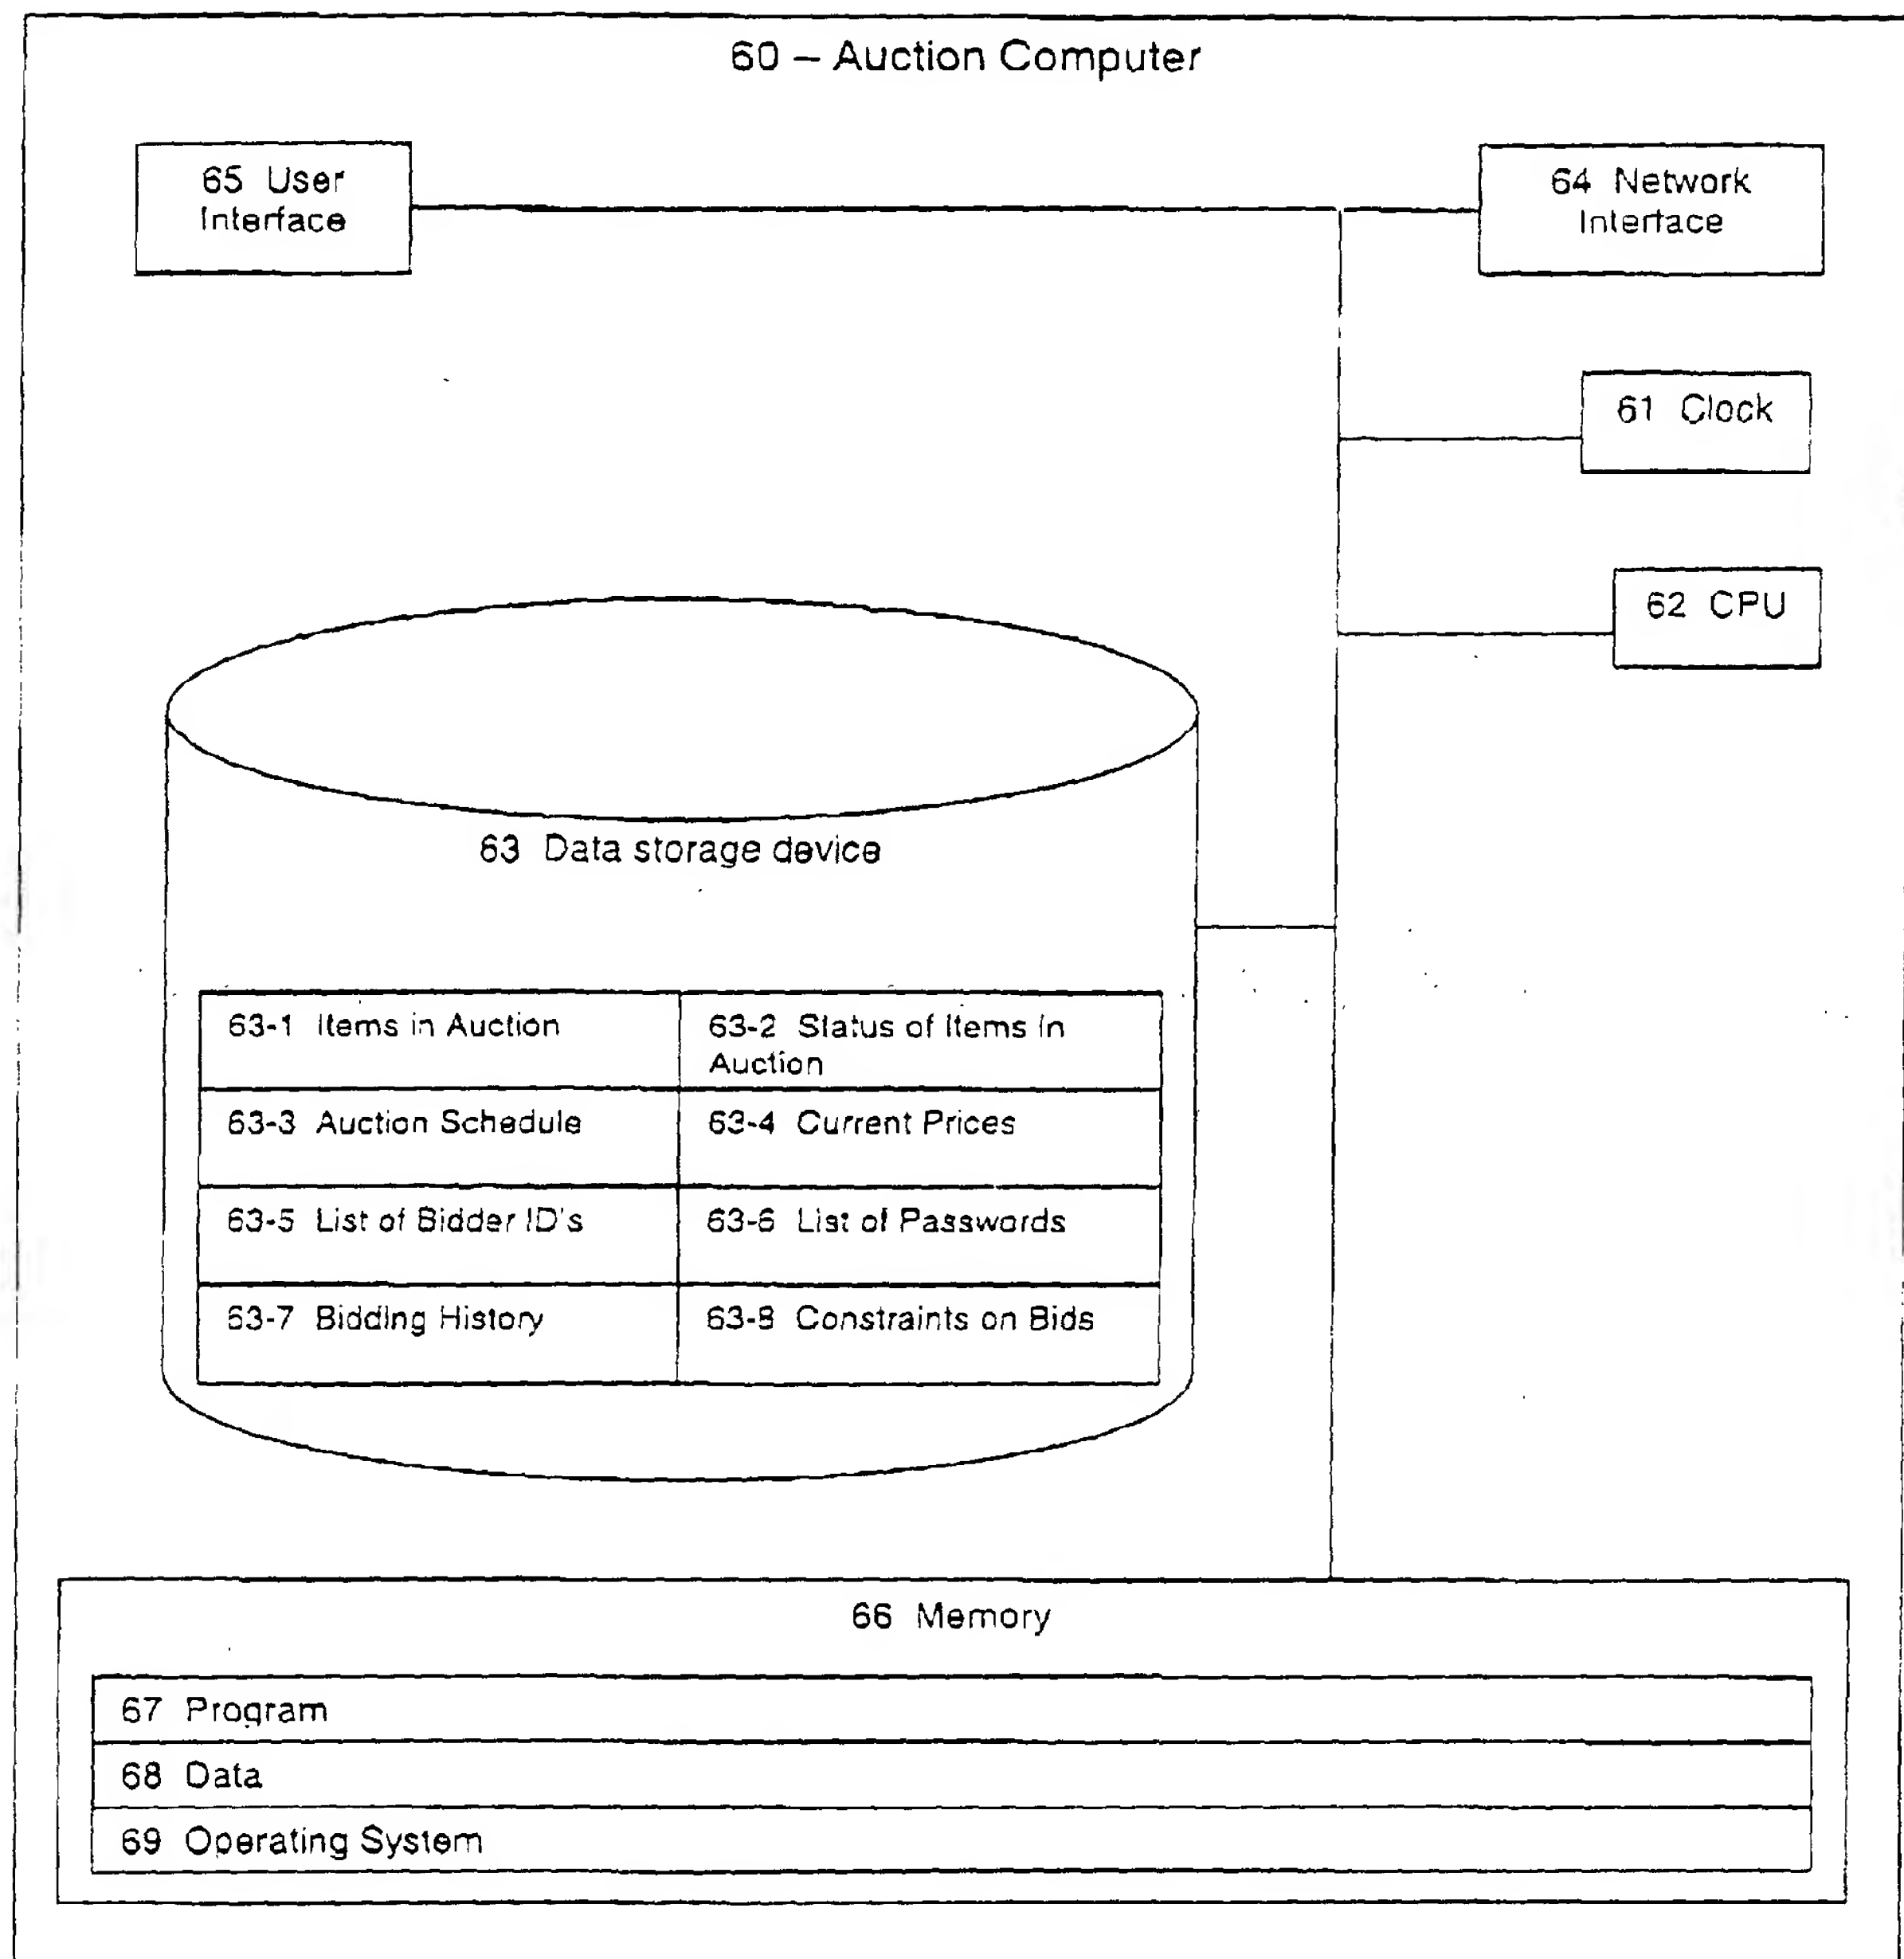 60 – Auction Computer
65 User
Interface
64 Network
Interface
61 Clock
62 CPU
63 Data storage device
63-1 Items in Auction
63-2 Status of Items in
Auction
63-3 Auction Schedule
63-4 Current Prices
63-5 List of Bidder ID's
63-6 List of Passwords
63-7 Bidding History
63-8 Constraints on Bids
66 Memory
67 Program
68 Data
69 Operating System